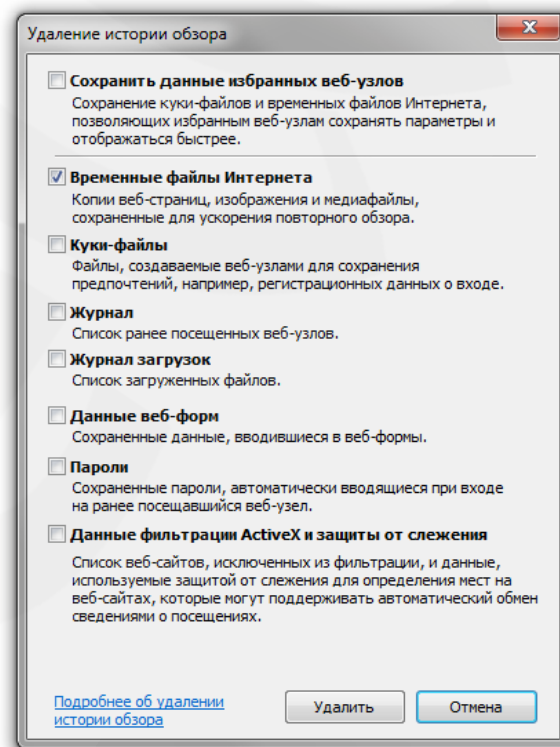 Удаление истории обзора
Сохранить данные избранных веб-узлов
Сохранение куки-файлов и временных файлов Интернета,
позволяющих избранным веб-узлам сохранять параметры и
отображаться быстрее.
Временные файлы Интернета
Копии веб-страниц, изображения и медиафайлы,
сохраненные для ускорения повторного обзора.
Куки-файлы
Файлы, создаваемые веб-узлами для сохранения
предпочтений, например, регистрационных данных о входе.
Журнал
Список ранее посещенных веб-узлов.
Журнал загрузок
Список загруженных файлов.
Данные веб-форм
Сохраненные данные, вводившиеся в веб-формы.
Пароли
Сохраненные пароли, автоматически вводящиеся при входе
на ранее посещавшийся веб-узел.
Данные фильтрации ActiveX и защиты от слежения
Список веб-сайтов, исключенных из фильтрации, и данные,
используемые защитой от слежения для определения мест на
веб-сайтах, которые могут поддерживать автоматический обмен
сведениями о посещениях.
Подробнее об удалении
истории обзора
Удалить
Отмена